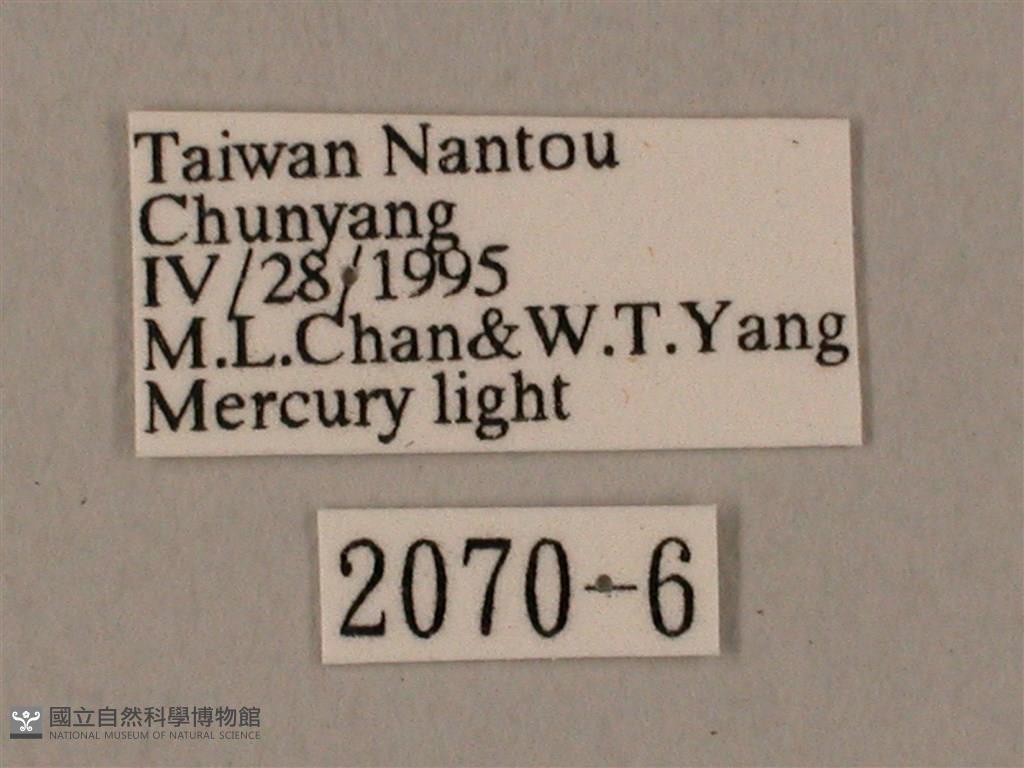 Taiwan Nantou
Chunyang
IV/28/1995
M.L.Chan&W.T.Yang
Mercury light
2070-6
國立自然科學博物館
NATIONAL MUSEUM OF NATURAL SCIENCE